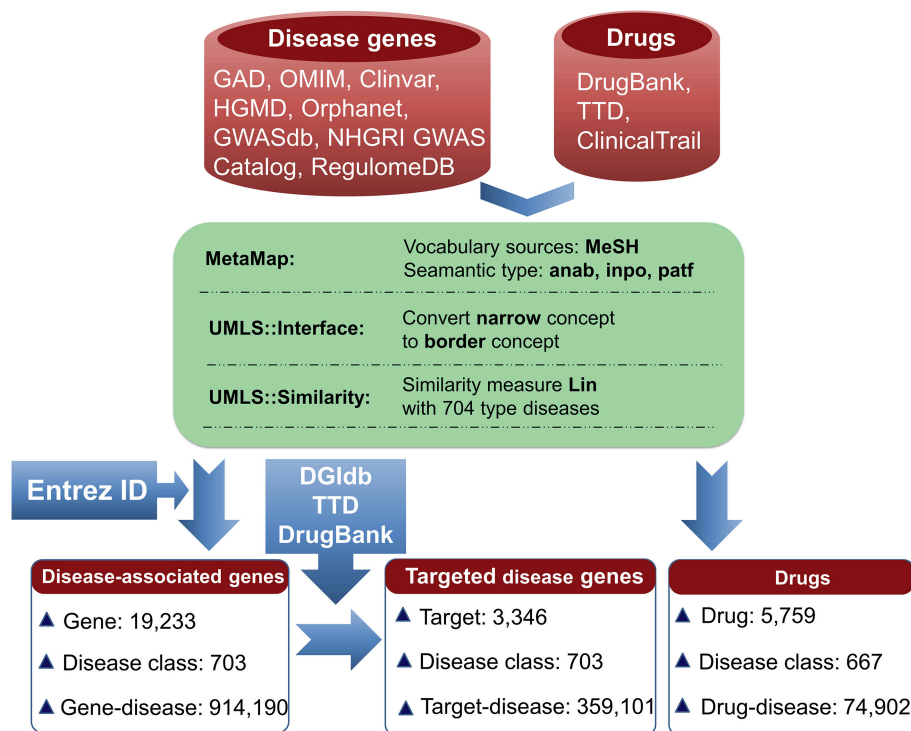 Disease genes
GAD, OMIM, Clinvar,
HGMD, Orphanet,
GWASdb, NHGRI GWAS
Catalog, RegulomeDB
Drugs
DrugBank,
TTD,
ClinicalTrail
MetaMap:
Vocabulary sources: MeSH
Seamantic type: anab, inpo, patf
UMLS::Interface:
Convert narrow concept
to border concept
UMLS::Similarity:
Similarity measure Lin
with 704 type diseases
Entrez ID
DGIdb
TTD
DrugBank
Disease-associated genes
Gene: 19,233
Disease class: 703
Gene-disease: 914,190
Targeted disease genes
Target: 3,346
Disease class: 703
Target-disease: 359,101
Drugs
Drug: 5,759
Disease class: 667
Drug-disease: 74,902